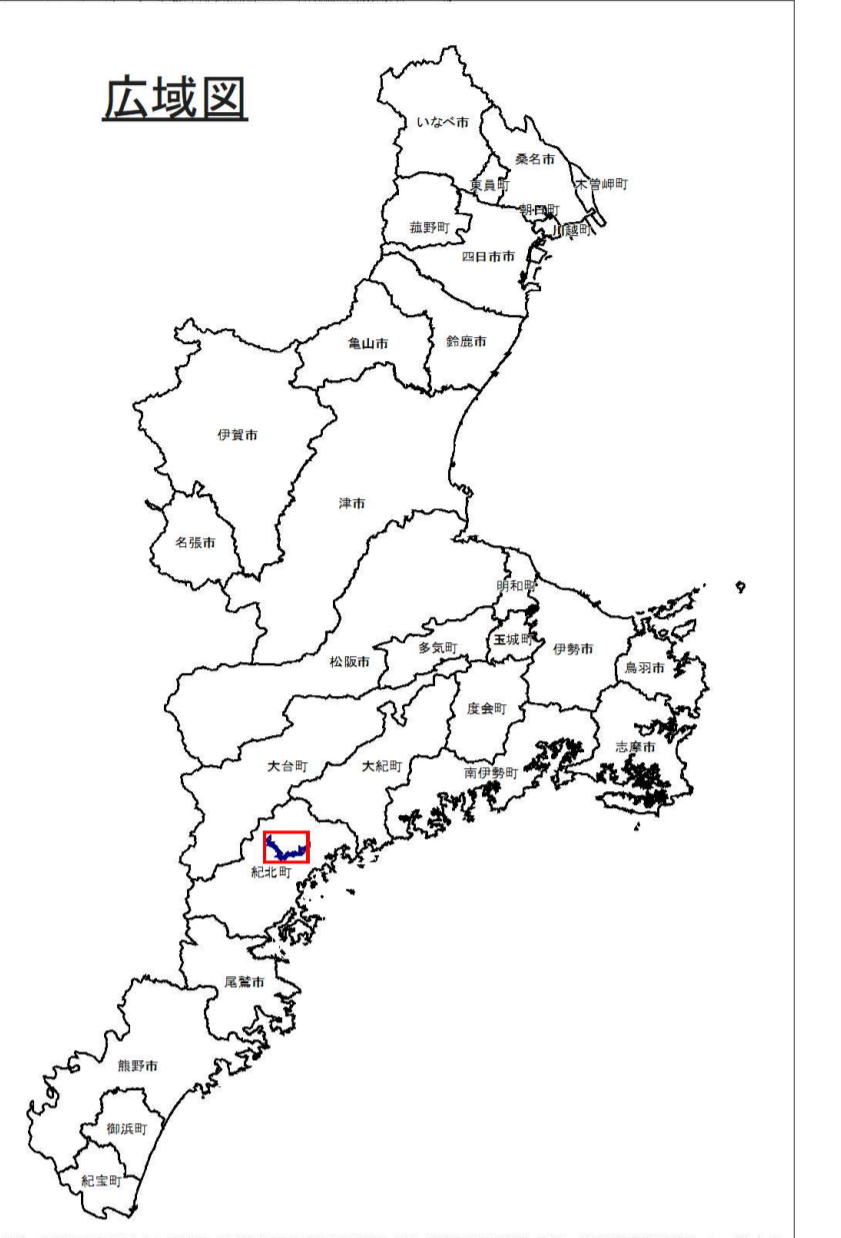 広域図
いなべ市
桑名市
東員町
木曽岬町
朝日町
菰野町
川越町
四日市市
亀山市
鈴鹿市
伊賀市
津市
名張市
明和町
玉城町
多気町
伊勢市
松阪市
鳥羽市
度会町
志摩市
大台町
大紀町
南伊勢町
紀北町
尾鷲市
熊野市
御浜町
紀宝町